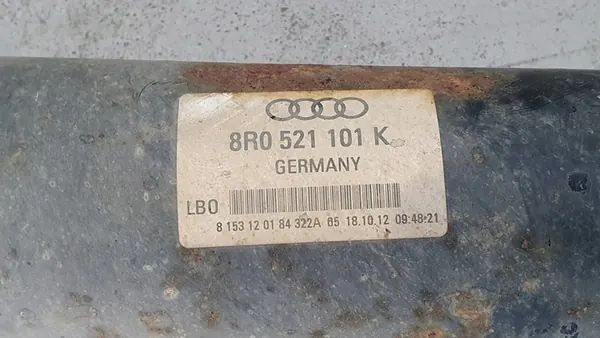 8R0 521 101 K
GERMANY
LBO
8 153 12 01 84 322A 05 18.10.12 09:48:21